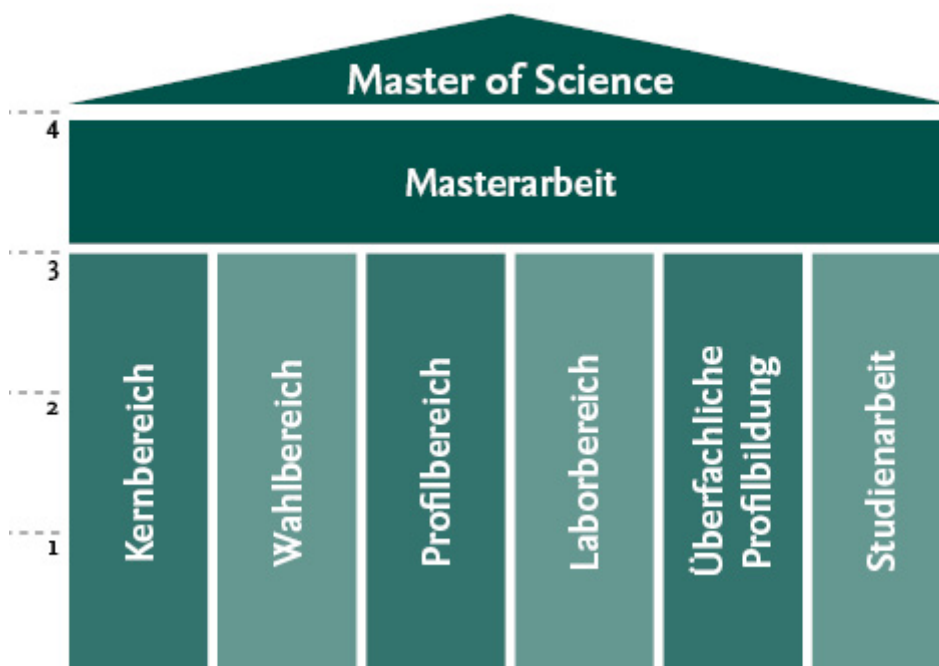 Master of Science
4
Masterarbeit
3
2
1
Kernbereich
Wahlbereich
Profilbereich
Laborbereich
Überfachliche
Profilbildung
Studienarbeit